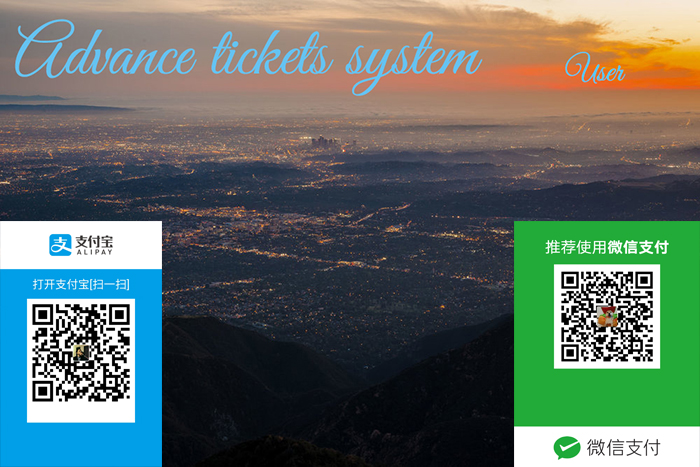 Advance tickets system
User
支付宝
ALIPAY
打开支付宝[扫一扫]
推荐使用微信支付
微信支付